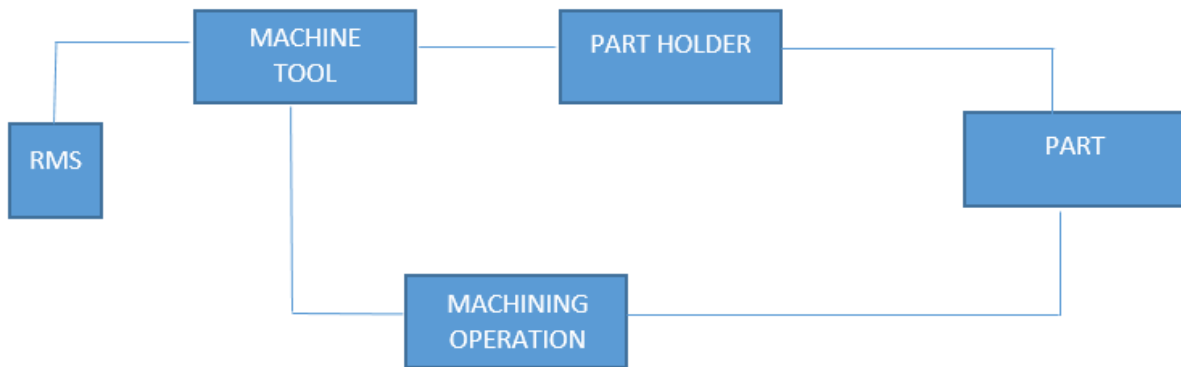 MACHINE
TOOL
PART HOLDER
RMS
PART
MACHINING
OPERATION